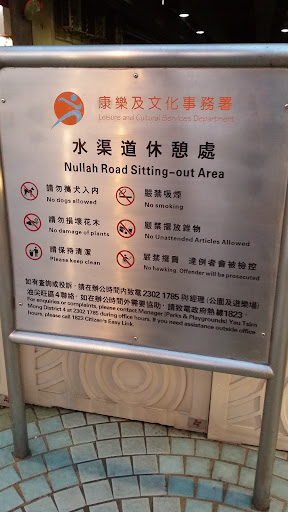 康樂及文化事務署
Leisure and Cultural Services Department
水渠道休憩處
Nullah Road Sitting-out Area
請勿攜犬入內
No dogs allowed
嚴禁吸煙
No smoking
請勿損壞花木
No damage of plants
嚴禁擺放雜物
No Unattended Articles Allowed
請保持清潔
Please keep clean
嚴禁擺賣 違例者會被檢控
No hawking. Offender will be prosecuted
如有查詢或投訴，請在辦公時間內致電 2302 1785 與經理 (公園及遊樂場)
油尖旺區4聯絡，如在辦公時間外需要協助，請致電政府熱線1823。
For enquiries or complaints, please contact Manager (Parks & Playgrounds) Yau Tsim
Mong District 4 at 2302 1785 during office hours. If you need assistance outside office
hours, please call 1823 Citizen's Easy Link.